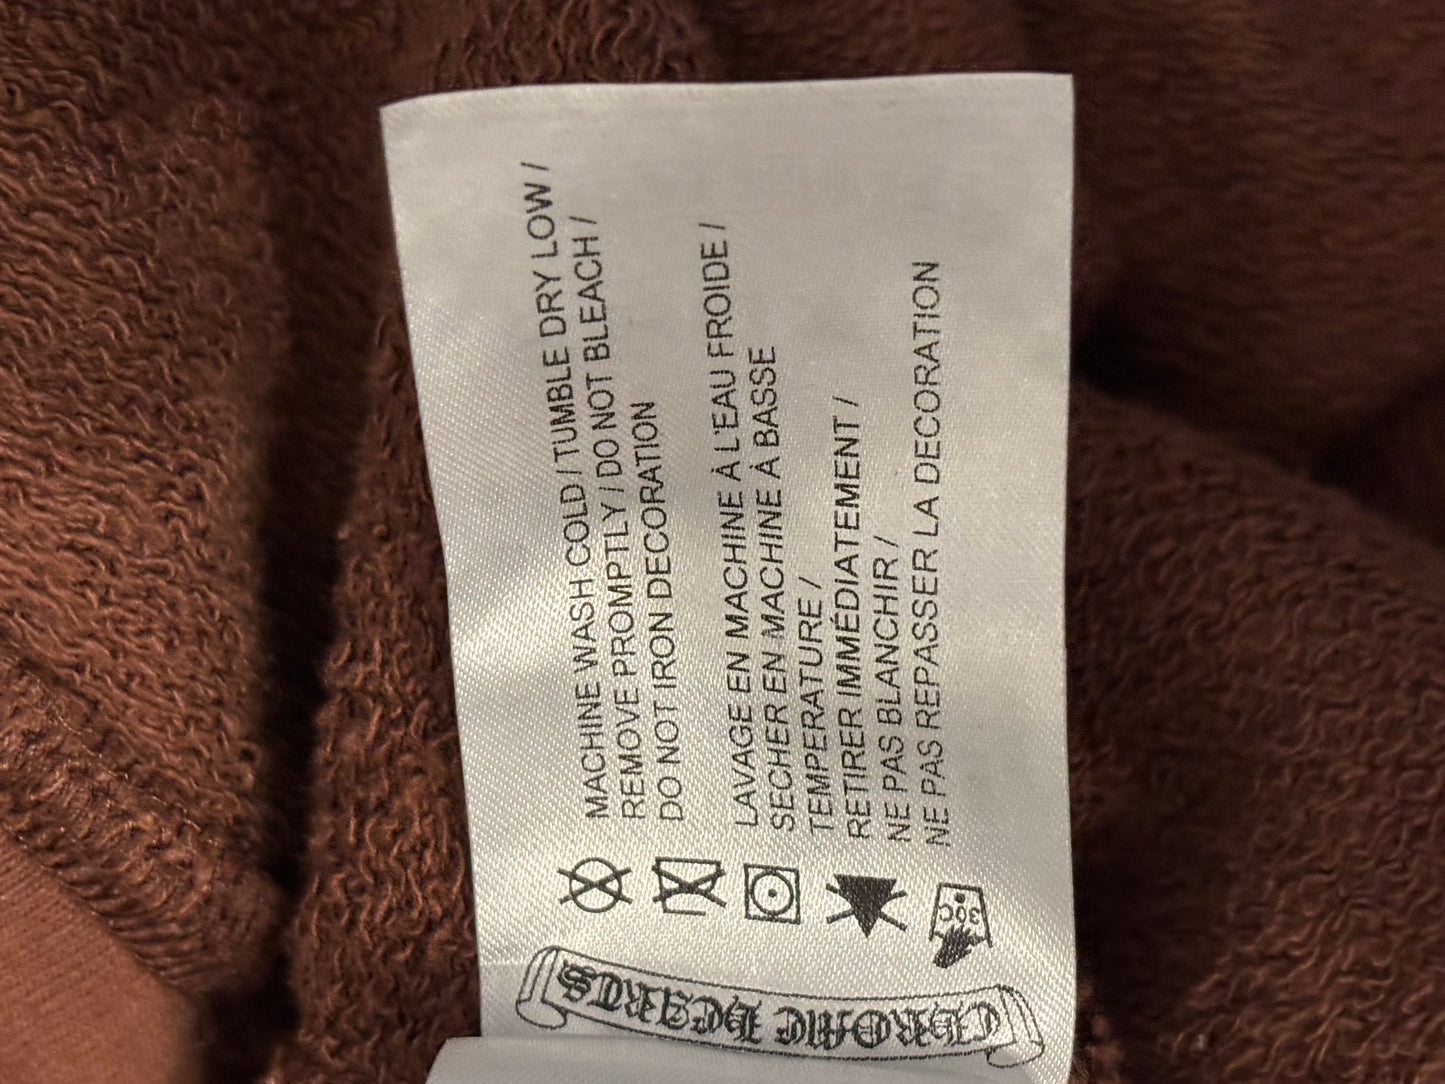 MACHINE WASH COLD / TUMBLE DRY LOW /
REMOVE PROMPTLY / DO NOT BLEACH /
DO NOT IRON DECORATION
LAVAGE EN MACHINE À L'EAU FROIDE /
SECHER EN MACHINE À BASSE
TEMPERATURE /
RETIRER IMMÉDIATEMENT /
NE PAS BLANCHIR /
NE PAS REPASSER LA DECORATION
30C
CHROME HEARTS